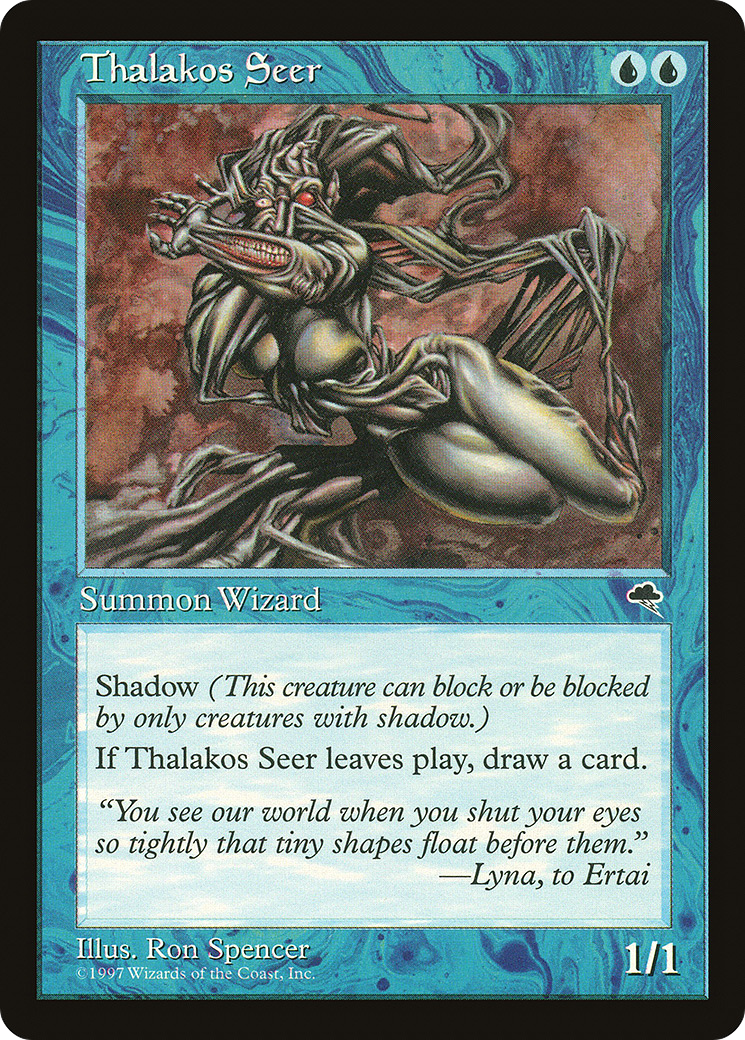 Thalakos Seer
Summon Wizard
Shadow (This creature can block or be blocked
by only creatures with shadow.)
If Thalakos Seer leaves play, draw a card.
“You see our world when you shut your eyes
so tightly that tiny shapes float before them.”
—Lyna, to Ertai
Illus. Ron Spencer
©1997 Wizards of the Coast, Inc.
1/1